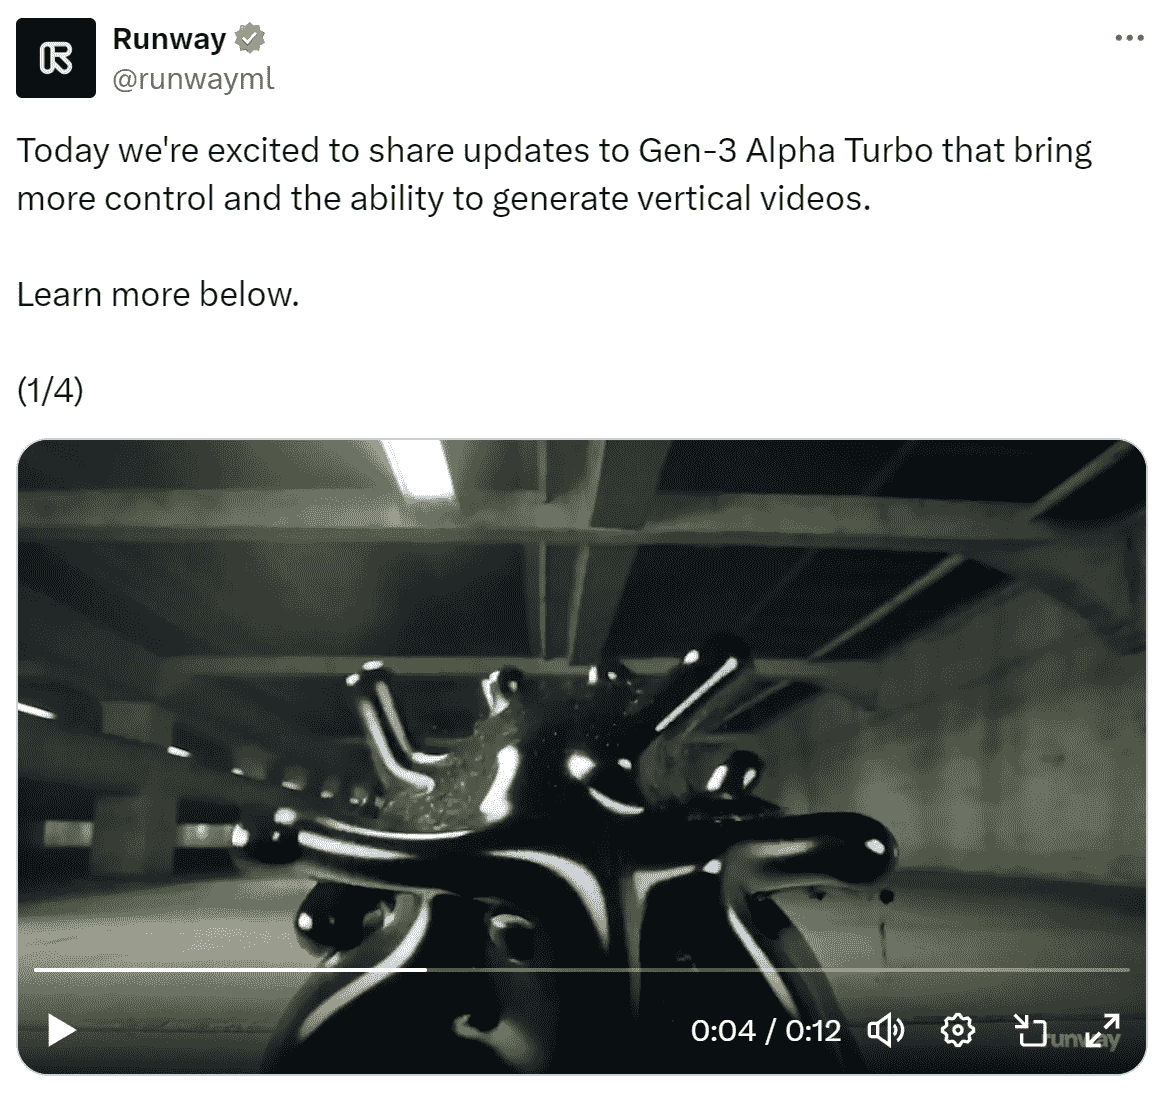 Runway
@runwayml
Today we're excited to share updates to Gen-3 Alpha Turbo that bring
more control and the ability to generate vertical videos.
Learn more below.
(1/4)
0:04 / 0:12
runway